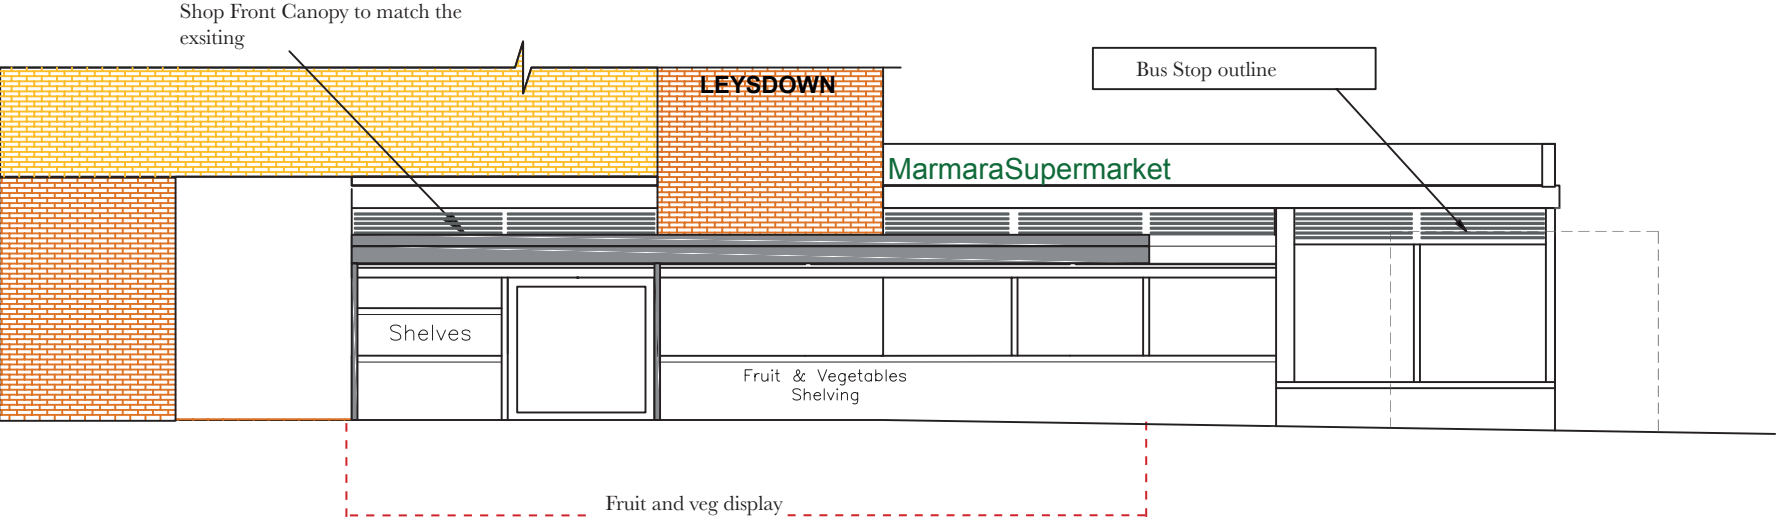 Shop Front Canopy to match the
exsiting
LEYSDOWN
Bus Stop outline
MarmaraSupermarket
Shelves
Fruit & Vegetables
Shelving
Fruit and veg display